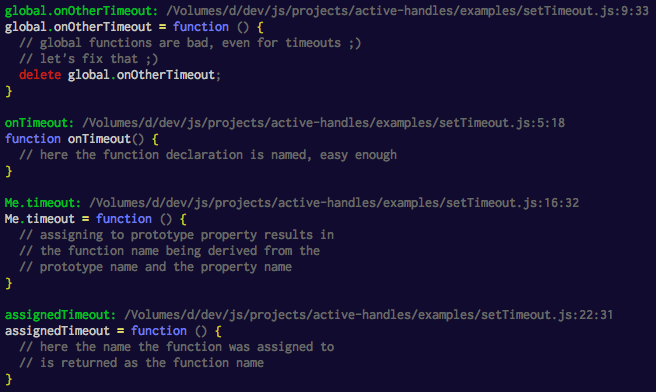 global.onOtherTimeout: /Volumes/d/dev/js/projects/active-handles/examples/setTimeout.js:9:33
global.onOtherTimeout = function () {
  // global functions are bad, even for timeouts ;)
  // let's fix that ;)
  delete global.onOtherTimeout;
}

onTimeout: /Volumes/d/dev/js/projects/active-handles/examples/setTimeout.js:5:18
function onTimeout() {
  // here the function declaration is named, easy enough
}

Me.timeout: /Volumes/d/dev/js/projects/active-handles/examples/setTimeout.js:16:32
Me.timeout = function () {
  // assigning to prototype property results in
  // the function name being derived from the
  // prototype name and the property name
}

assignedTimeout: /Volumes/d/dev/js/projects/active-handles/examples/setTimeout.js:22:31
assignedTimeout = function () {
  // here the name the function was assigned to
  // is returned as the function name
}